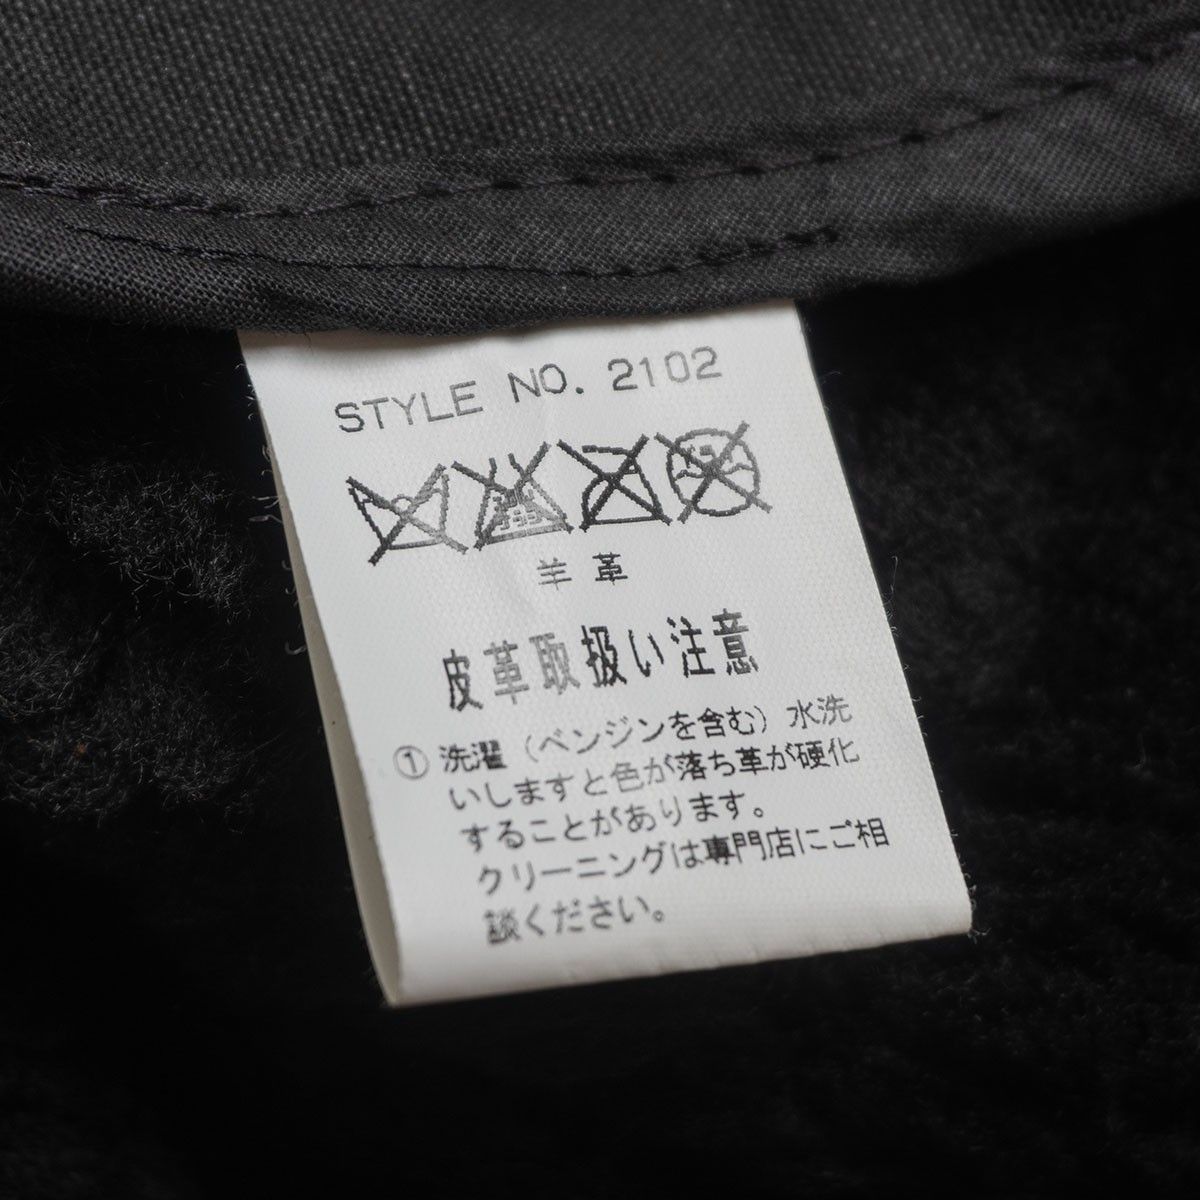 STYLE NO. 2102
羊革
皮革取扱い注意
① 洗濯（ベンジンを含む）水洗
いしますと色が落ち革が硬化
することがあります。
クリーニングは専門店にご相
談ください。